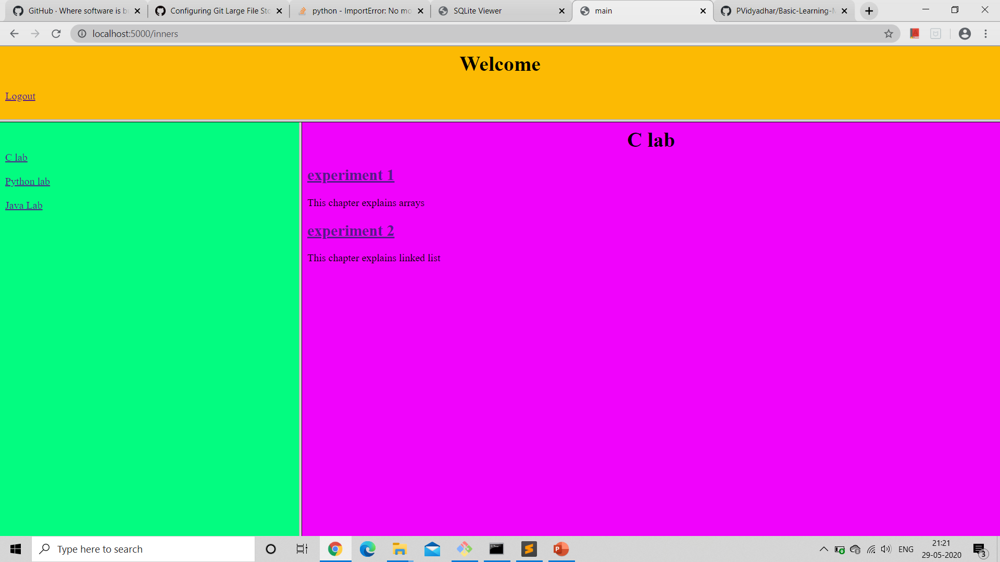 GitHub · Where software is b
Configuring Git Large File Sto
python - ImportError: No mo
SQLite Viewer
main
PVidyadhar/Basic-Learning-M
localhost:5000/inners
Welcome
Logout
C lab
Python lab
Java Lab
C lab
experiment 1
This chapter explains arrays
experiment 2
This chapter explains linked list
Type here to search
ENG
21:21
29-05-2020
3